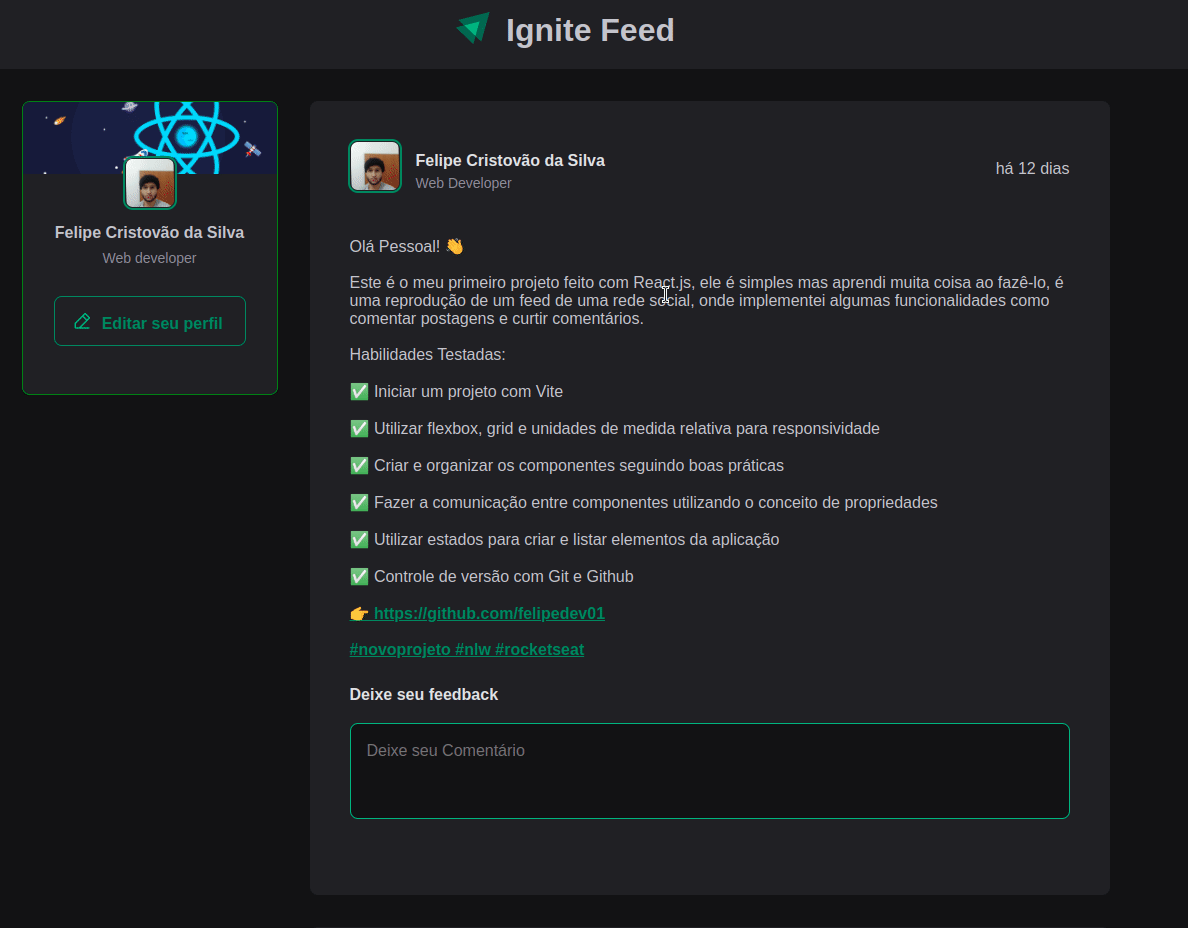 Ignite Feed
Felipe Cristovão da Silva
Web developer
Editar seu perfil
Felipe Cristovão da Silva
Web Developer
há 12 dias
Olá Pessoal! 👋
Este é o meu primeiro projeto feito com React.js, ele é simples mas aprendi muita coisa ao fazê-lo, é
uma reprodução de um feed de uma rede social, onde implementei algumas funcionalidades como
comentar postagens e curtir comentários.
Habilidades Testadas:
✅ Iniciar um projeto com Vite
✅ Utilizar flexbox, grid e unidades de medida relativa para responsividade
✅ Criar e organizar os componentes seguindo boas práticas
✅ Fazer a comunicação entre componentes utilizando o conceito de propriedades
✅ Utilizar estados para criar e listar elementos da aplicação
✅ Controle de versão com Git e Github
👉 https://github.com/felipedev01
#novoprojeto #nlw #rocketseat
Deixe seu feedback
Deixe seu Comentário